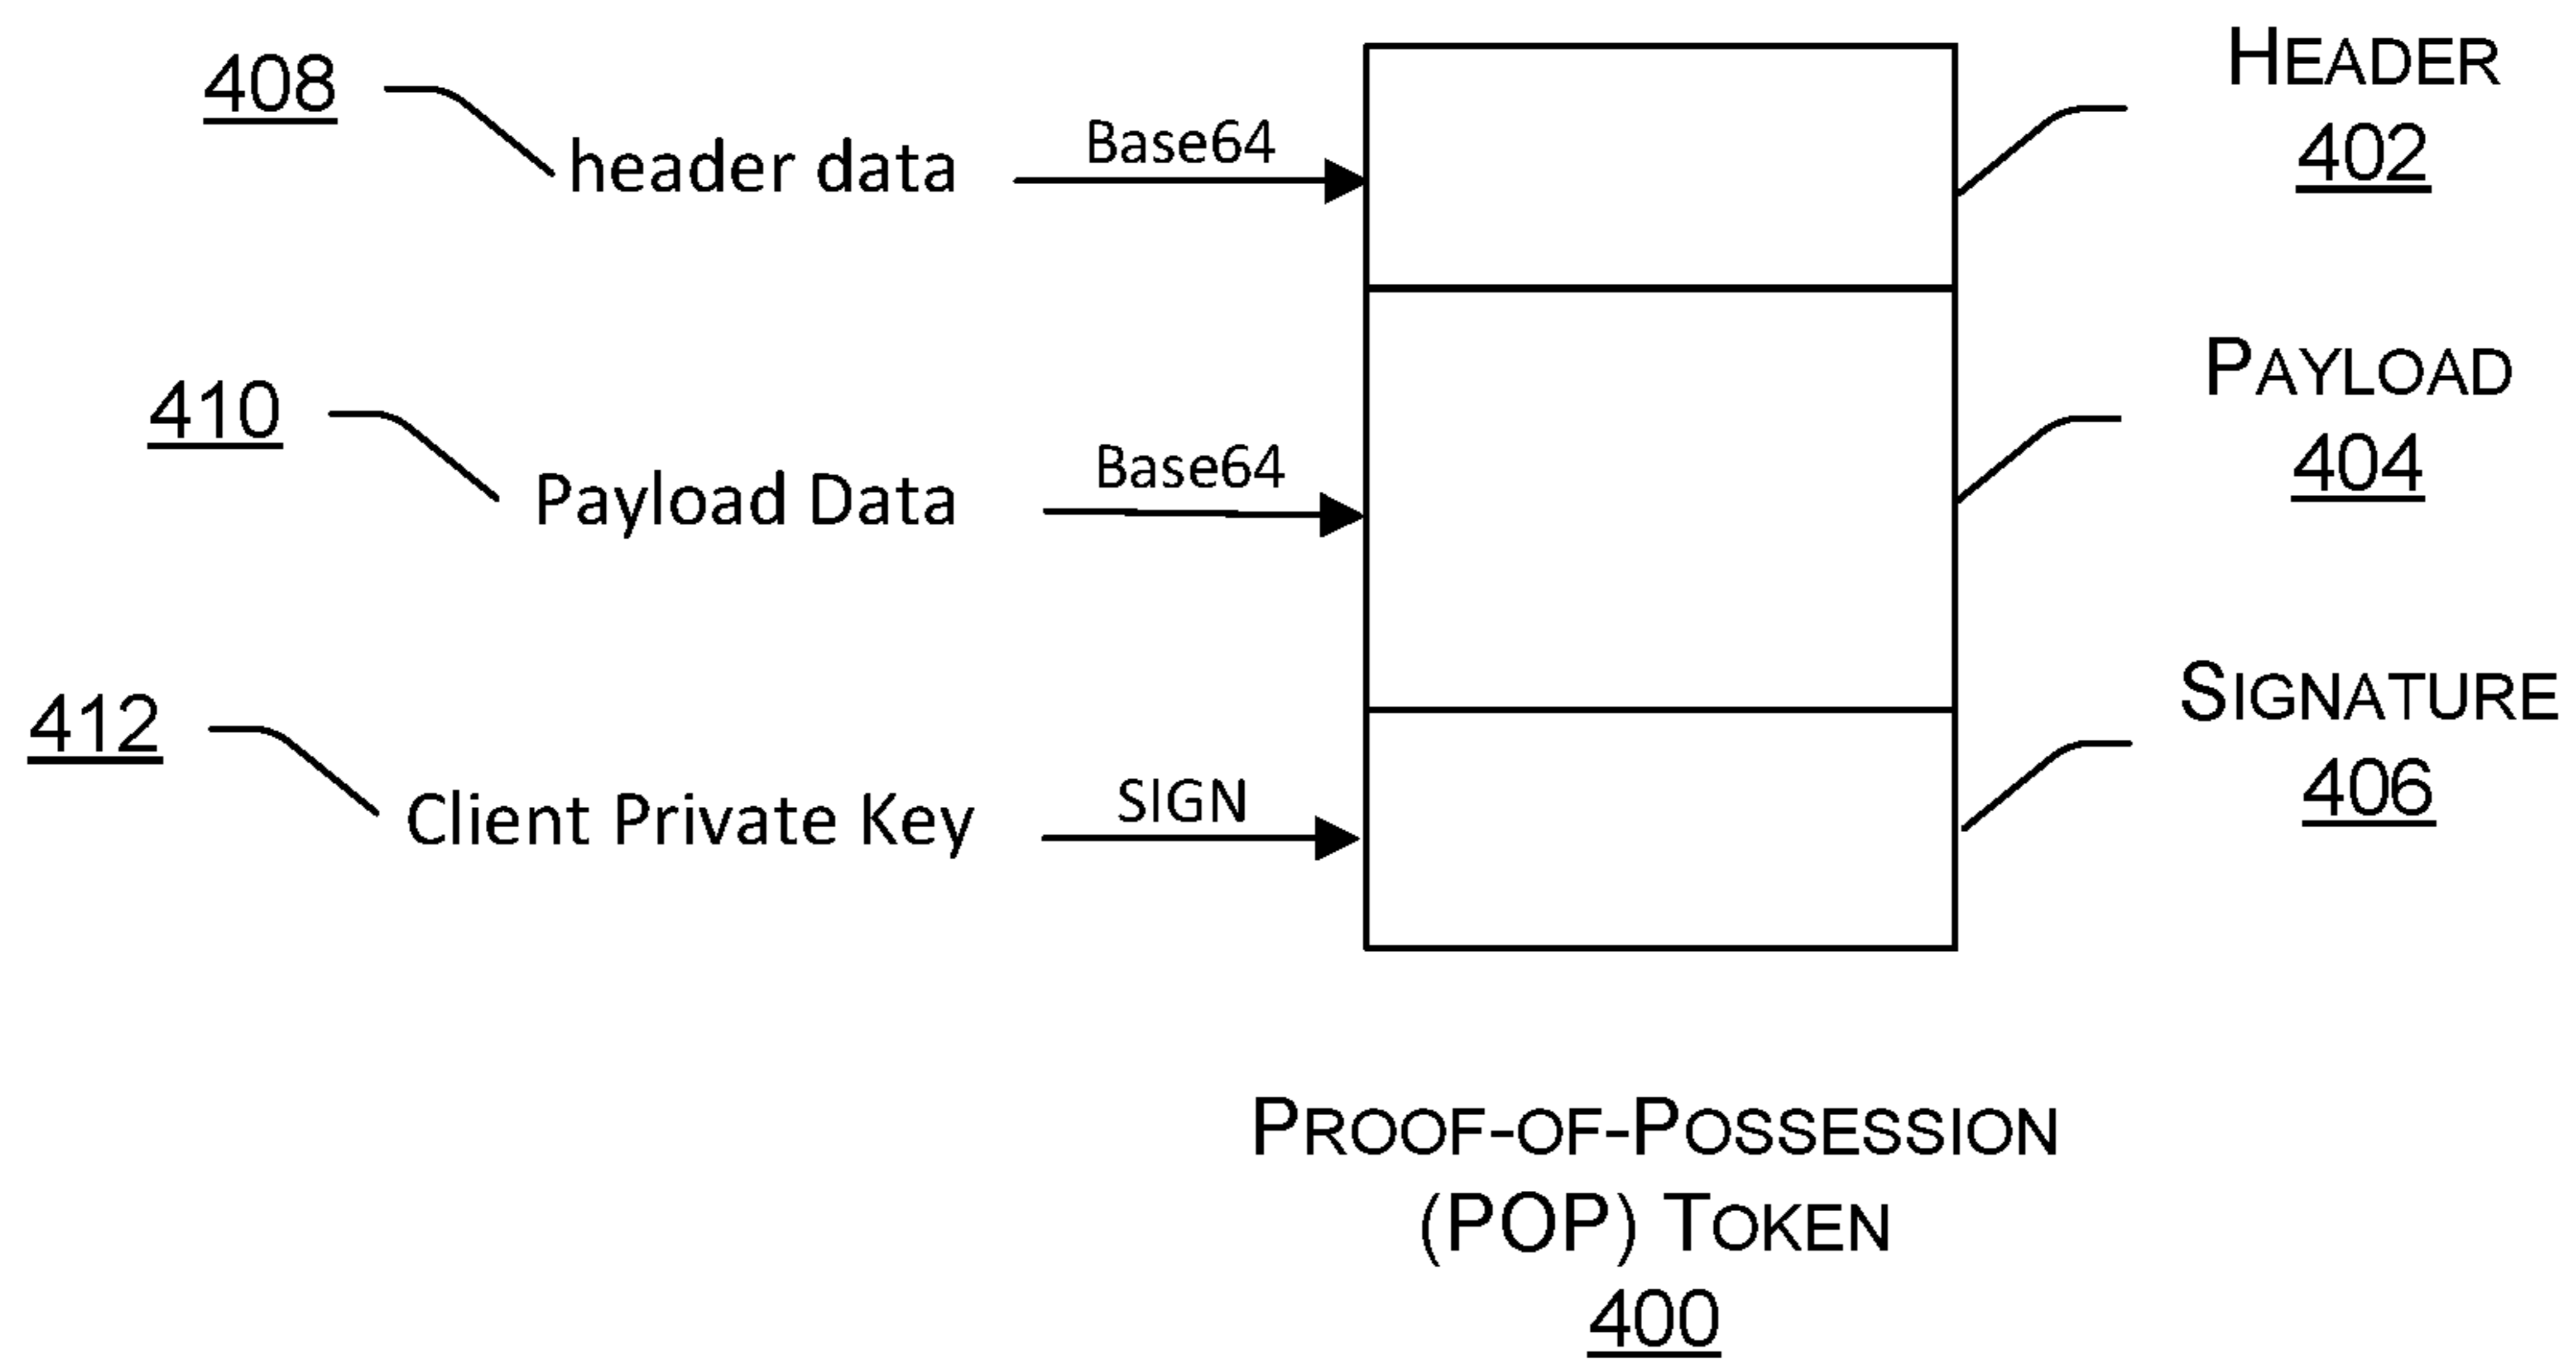 408
header data
Base64
HEADER
402
410
Payload Data
Base64
PAYLOAD
404
412
Client Private Key
SIGN
SIGNATURE
406
PROOF-OF-POSSESSION
(POP) TOKEN
400